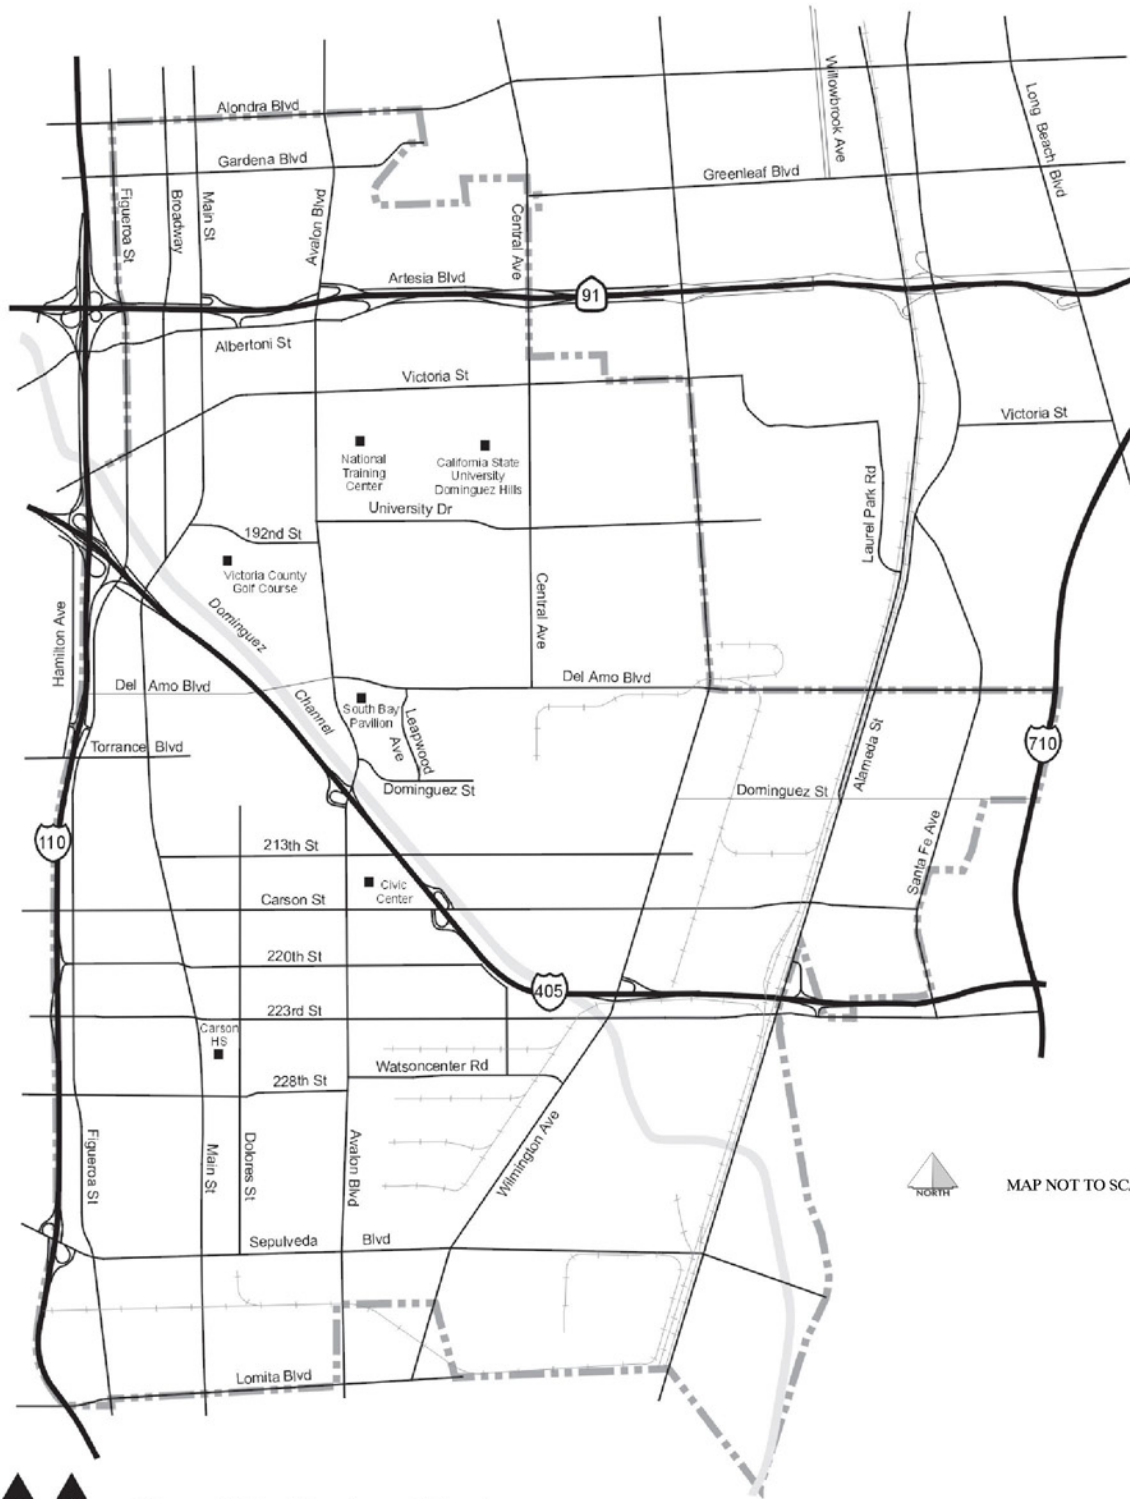 Alondra Blvd
Gardena Blvd
Willowbrook Ave
Long Beach Blvd
Greenleaf Blvd
Figueroa St
Broadway
Main St
Avalon Blvd
Central Ave
Artesia Blvd
91
Albertoni St
Victoria St
Victoria St
National
Training
Center
California State
University
Dominguez Hills
Laurel Park Rd
University Dr
192nd St
Victoria County
Golf Course
Hamilton Ave
Dominguez
Channel
Central Ave
Del Amo Blvd
Del Amo Blvd
South Bay
Pavilion
Leapwood
Ave
Torrance Blvd
Alameda St
710
Dominguez St
Dominguez St
110
213th St
Santa Fe Ave
Civic
Center
Carson St
220th St
405
223rd St
Carson
HS
Watsoncenter Rd
228th St
Figueroa St
Main St
Dolores St
Avalon Blvd
Wilmington Ave
NORTH
MAP NOT TO SC
Sepulveda Blvd
Lomita Blvd